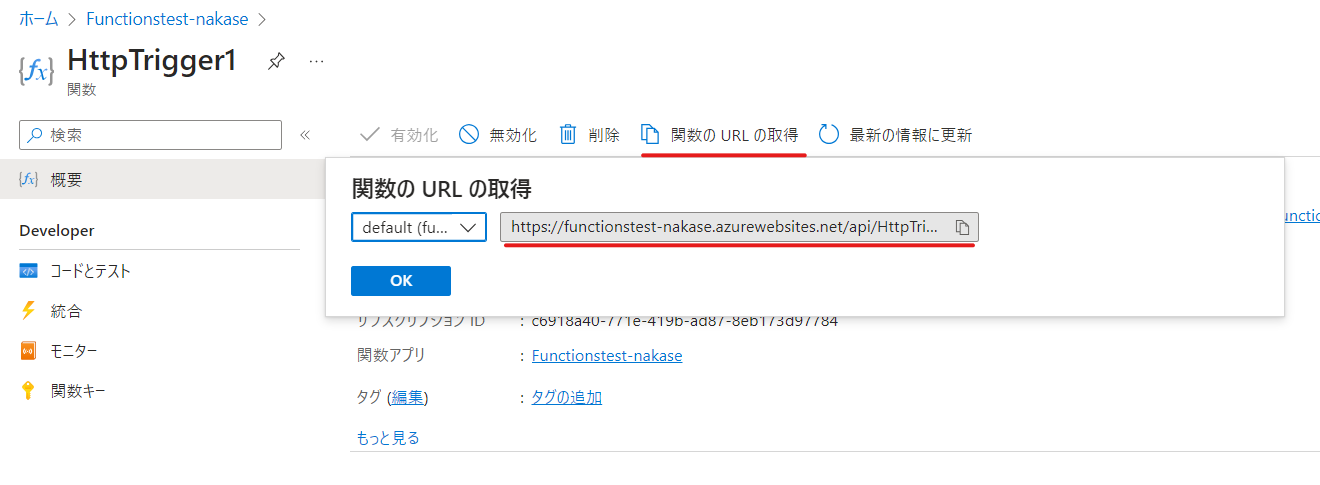 ホーム > Functionstest-nakase >
HttpTrigger1
関数
検索
有効化 無効化 削除 関数の URL の取得 最新の情報に更新
概要
Developer
コードとテスト
統合
モニター
関数キー
関数の URL の取得
default (fu... https://functionstest-nakase.azurewebsites.net/api/HttpTri...
OK
unctio
サブスクリプション ID : c6918a40-771e-419b-ad87-8eb173d97784
関数アプリ : Functionstest-nakase
タグ (編集) : タグの追加
もっと見る